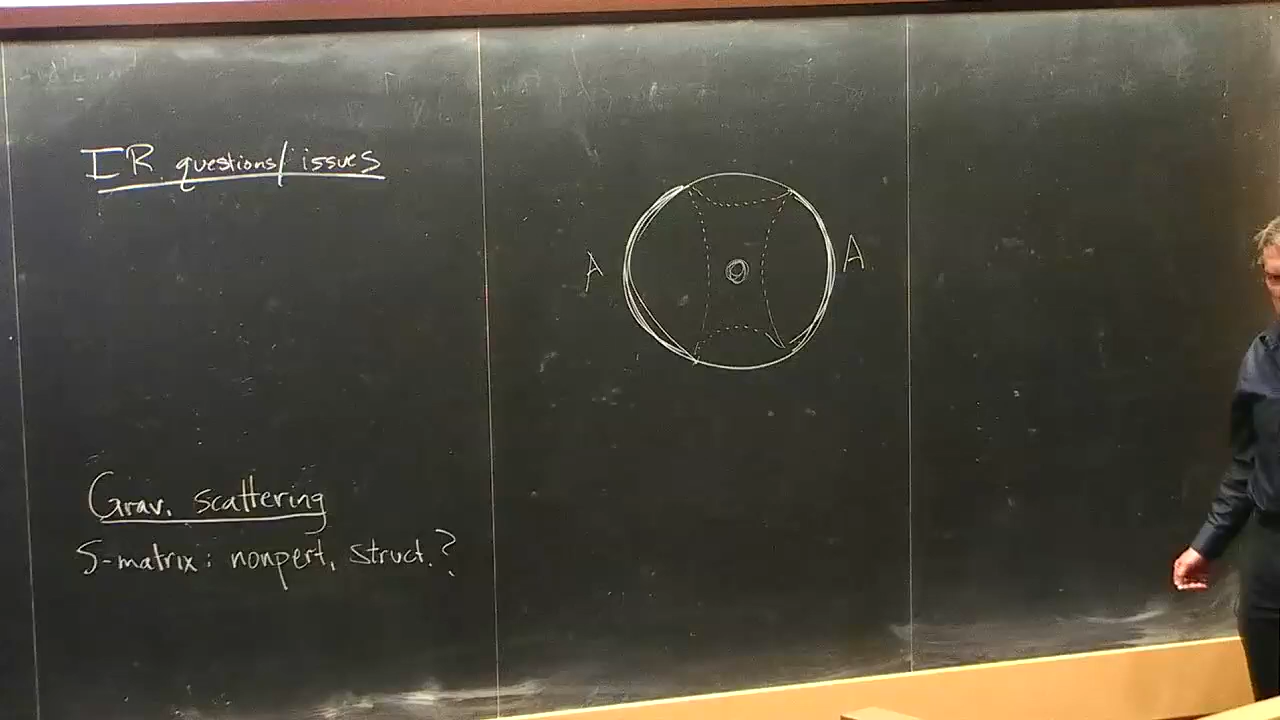 IR questions/issues
A
A
Grav. scattering
S-matrix: nonpert. struct.?